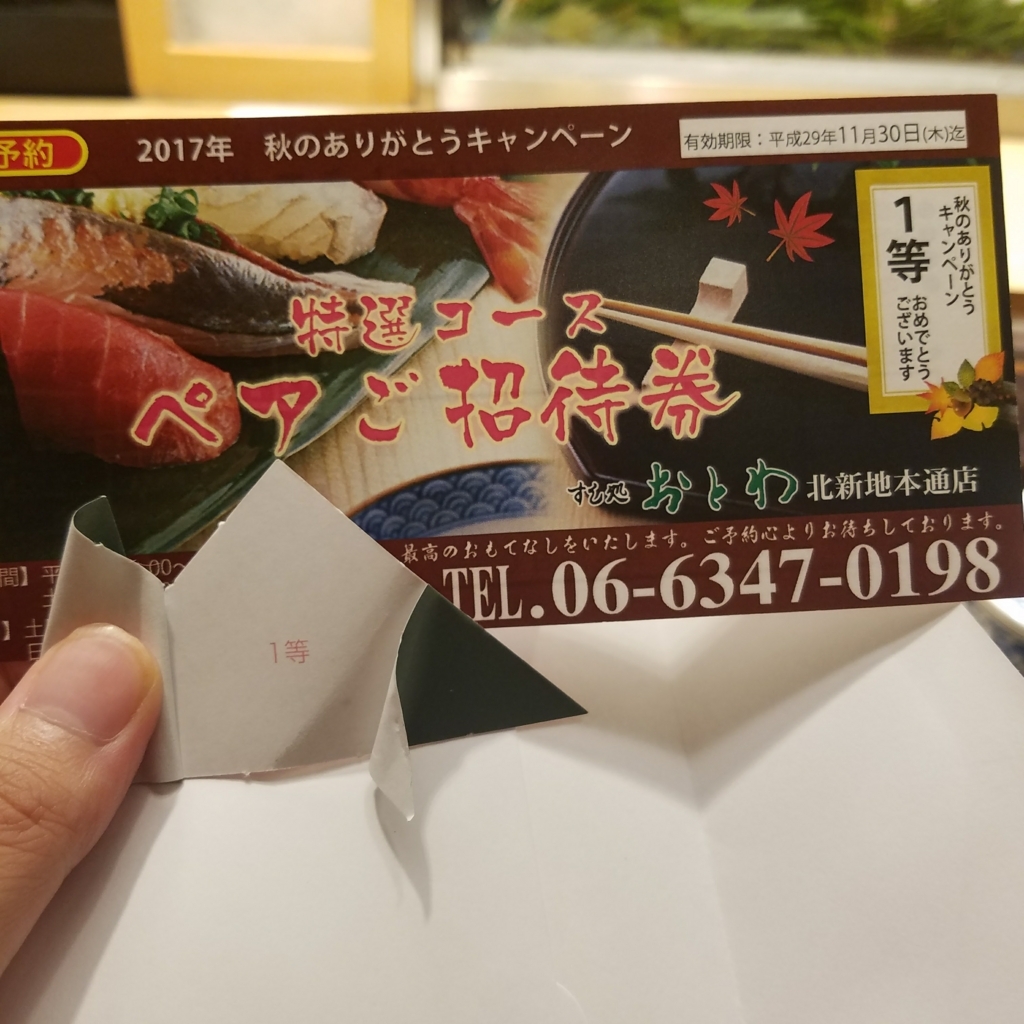 予約
2017年 秋のありがとうキャンペーン
有効期限：平成29年11月30日(木)迄
秋のありがとう
キャンペーン
1等
おめでとう
ございます
特選コース
ペアご招待券
すし処 おとわ 北新地本通店
最高のおもてなしをいたします。ご予約心よりお待ちしております。
TEL.06-6347-0198
間】平 :00~
】土
日
1等